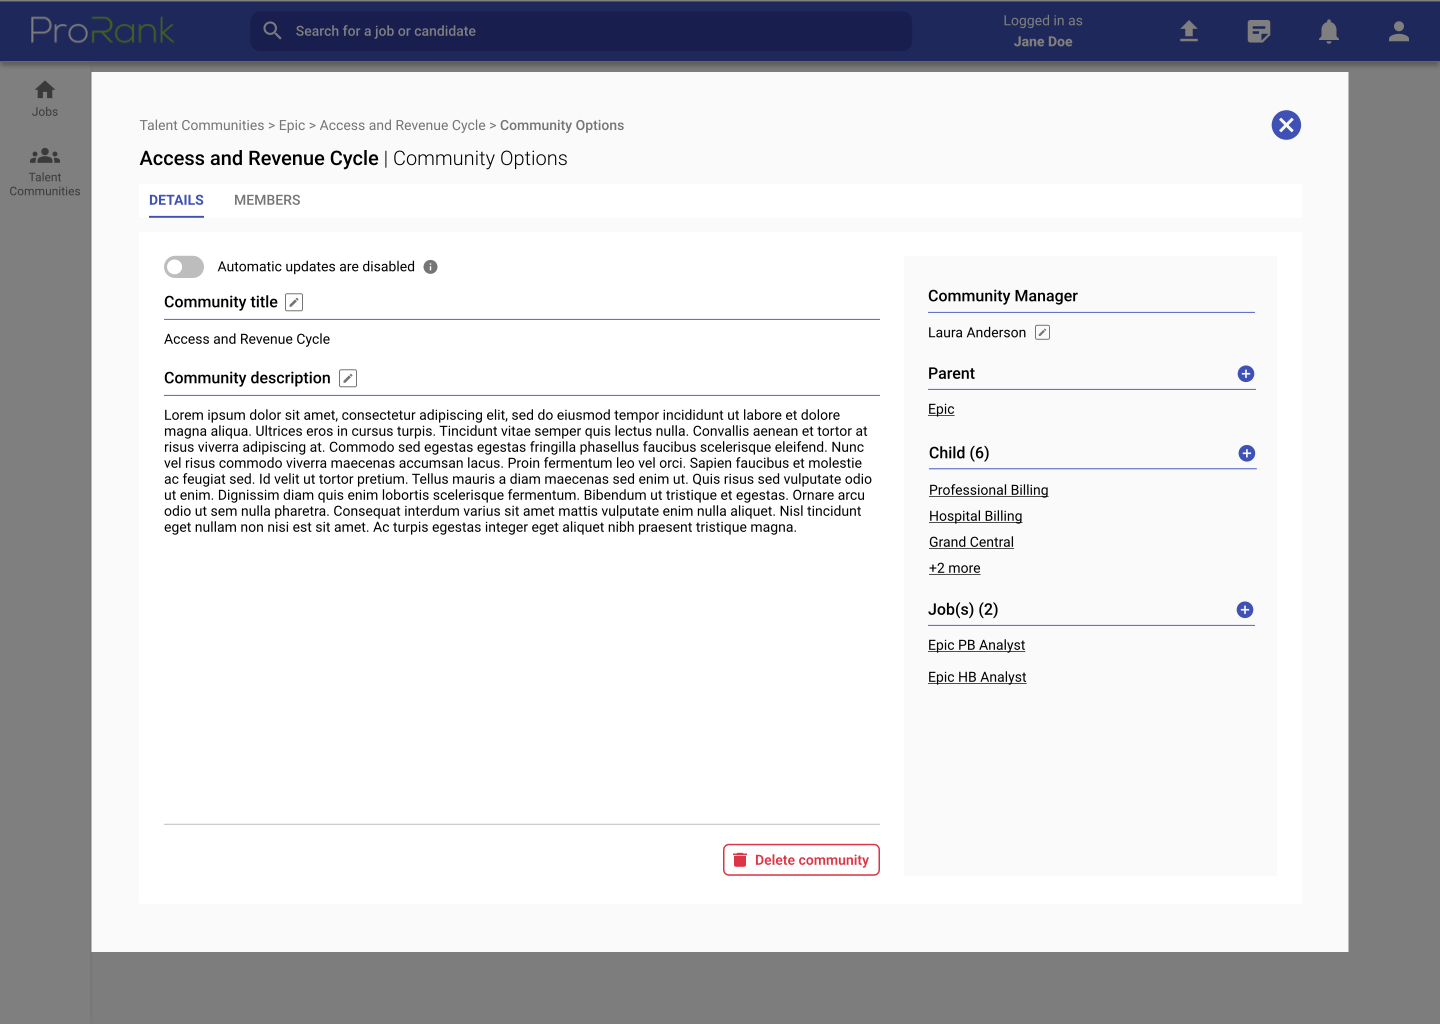 ProRank
Search for a job or candidate
Logged in as
Jane Doe
Jobs
Talent
Communities
Talent Communities > Epic > Access and Revenue Cycle > Community Options
Access and Revenue Cycle | Community Options
DETAILS
MEMBERS
Automatic updates are disabled
Community title
Access and Revenue Cycle
Community description
Lorem ipsum dolor sit amet, consectetur adipiscing elit, sed do eiusmod tempor incididunt ut labore et dolore
magna aliqua. Ultrices eros in cursus turpis. Tincidunt vitae semper quis lectus nulla. Convallis aenean et tortor at
risus viverra adipiscing at. Commodo sed egestas egestas fringilla phasellus faucibus scelerisque eleifend. Nunc
vel risus commodo viverra maecenas accumsan lacus. Proin fermentum leo vel orci. Sapien faucibus et molestie
ac feugiat sed. Id velit ut tortor pretium. Tellus mauris a diam maecenas sed enim ut. Quis risus sed vulputate odio
ut enim. Dignissim diam quis enim lobortis scelerisque fermentum. Bibendum ut tristique et egestas. Ornare arcu
odio ut sem nulla pharetra. Consequat interdum varius sit amet mattis vulputate enim nulla aliquet. Nisl tincidunt
eget nullam non nisi est sit amet. Ac turpis egestas integer eget aliquet nibh praesent tristique magna.
Delete community
Community Manager
Laura Anderson
Parent
Epic
Child (6)
Professional Billing
Hospital Billing
Grand Central
+2 more
Job(s) (2)
Epic PB Analyst
Epic HB Analyst